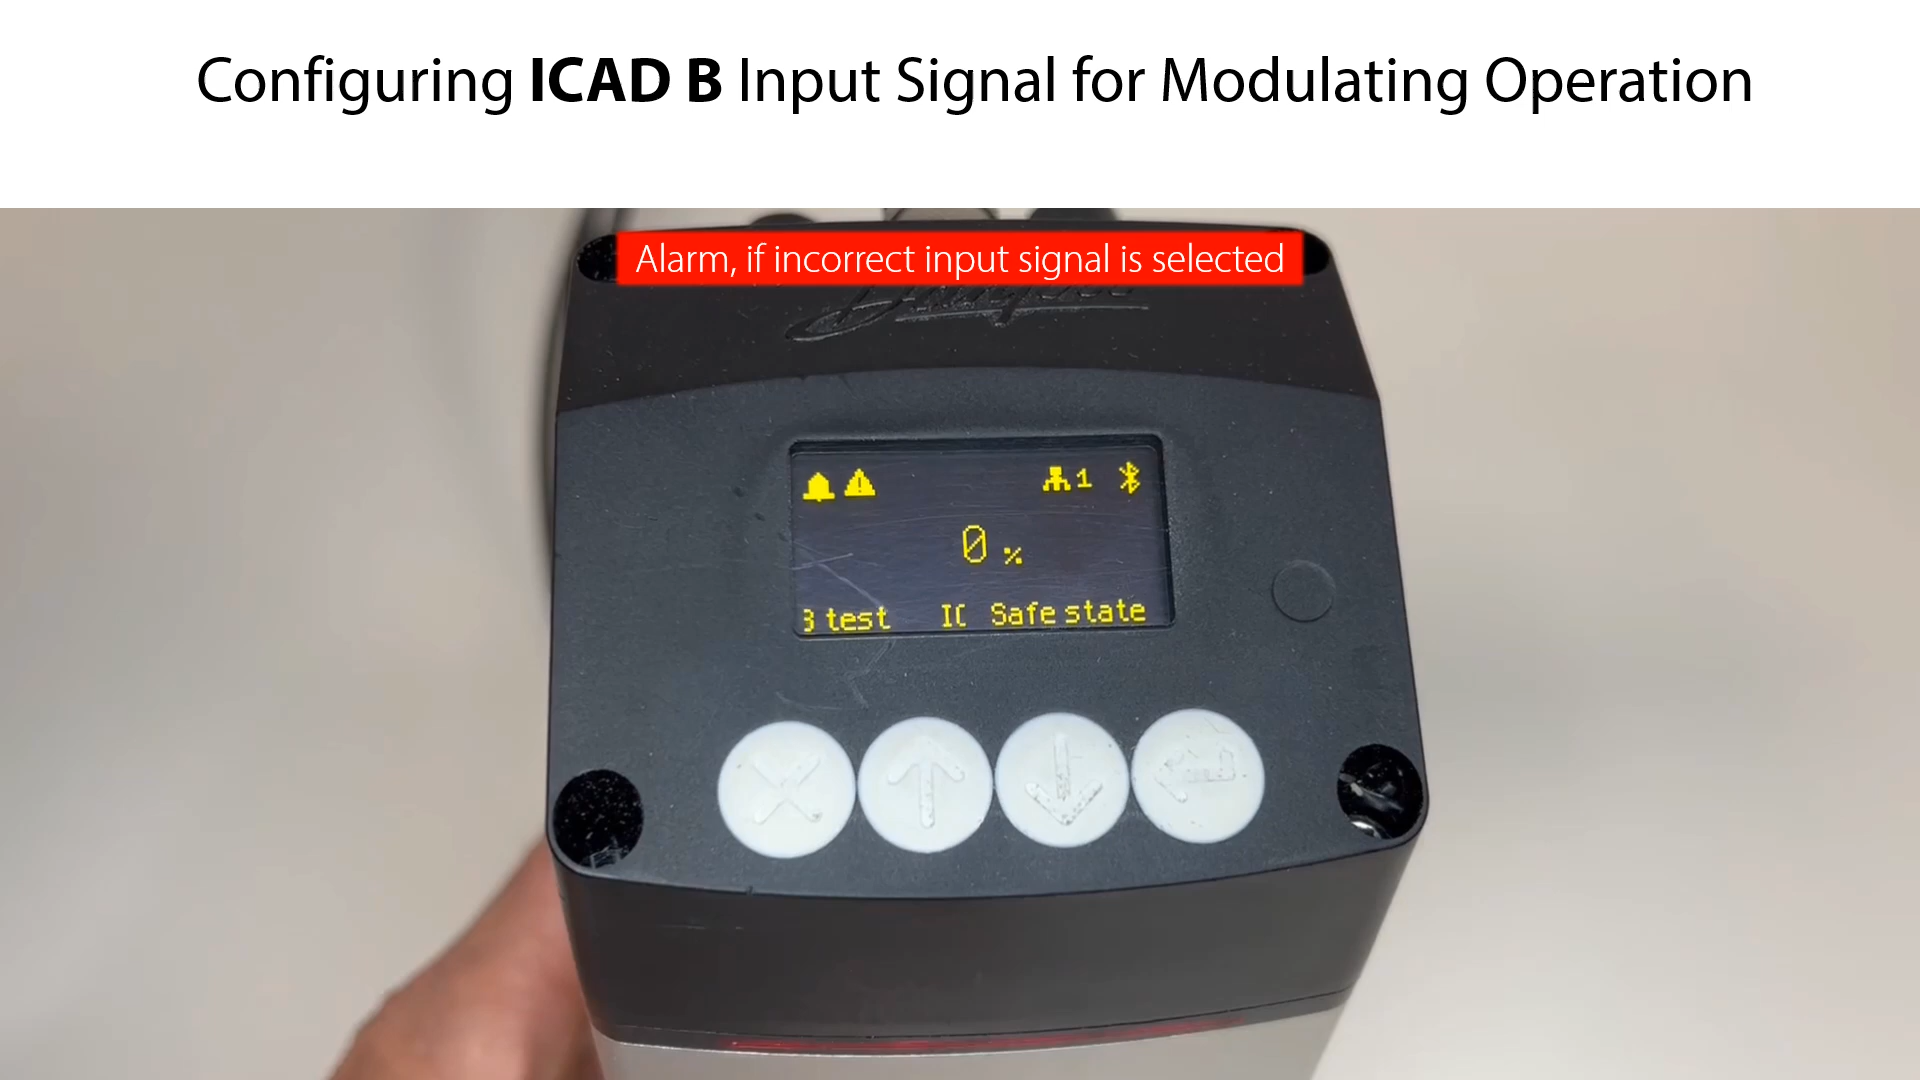 Configuring ICAD B Input Signal for Modulating Operation
Alarm, if incorrect input signal is selected
1
0 %
test IC Safe state